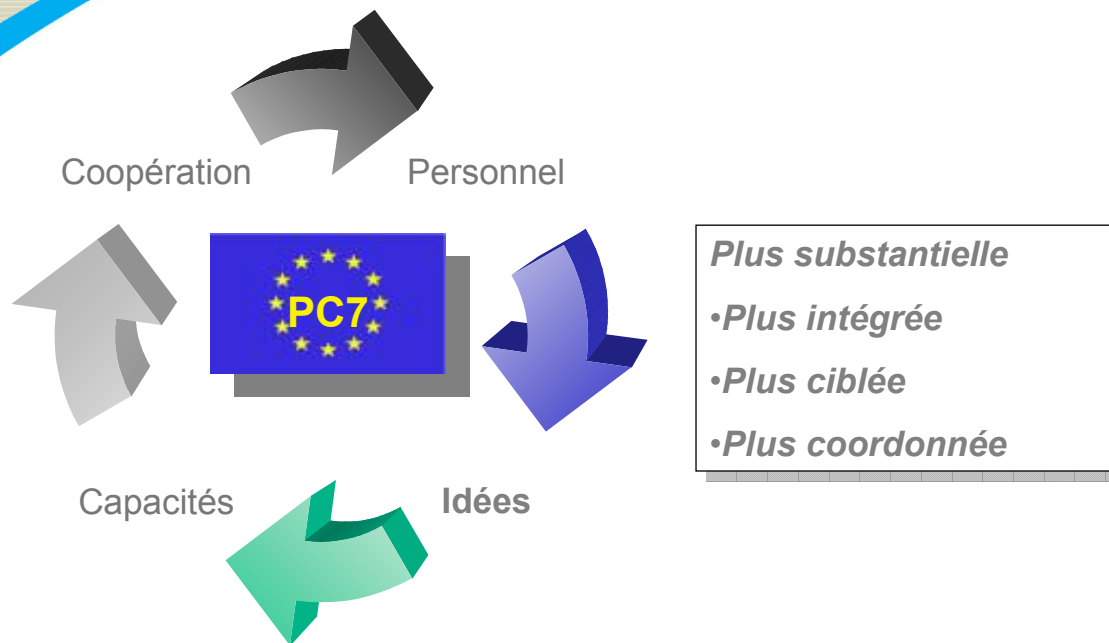 Coopération
Personnel
PC7
Plus substantielle
•Plus intégrée
•Plus ciblée
•Plus coordonnée
Capacités
Idées